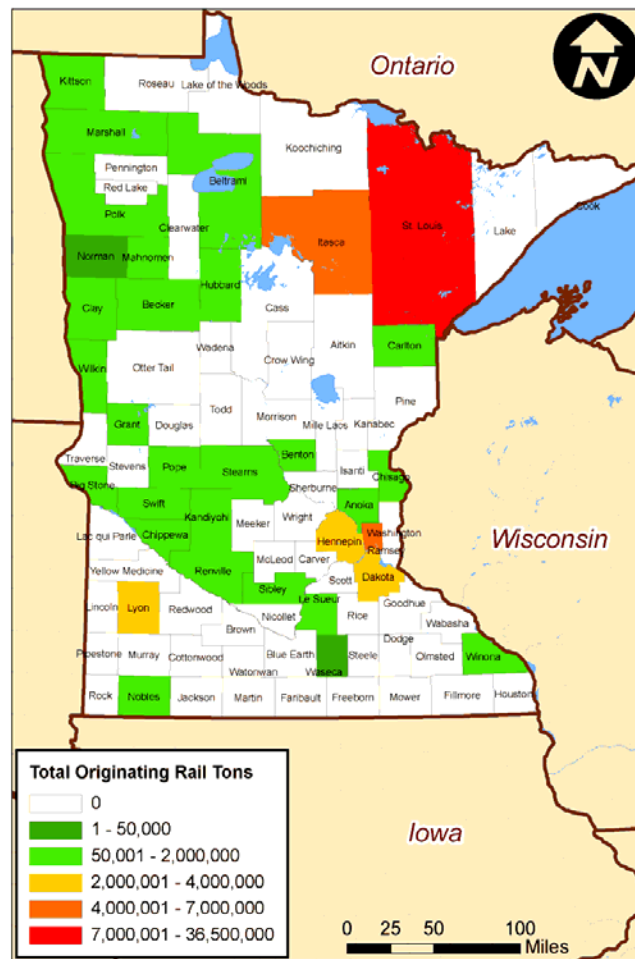 Ontario
N
Kittson
Roseau
Lake of the Woods
Marshall
Koochiching
Pennington
Red Lake
Beltrami
Polk
Clearwater
St. Louis
Lake
Cook
Itasca
Norman
Mahnomen
Hubbard
Clay
Becker
Cass
Wadena
Aitkin
Carlton
Crow Wing
Otter Tail
Wilkin
Todd
Morrison
Mille Lacs
Kanabec
Pine
Grant
Douglas
Benton
Traverse
Stevens
Pope
Stearns
Isanti
Chisago
Big Stone
Sherburne
Swift
Anoka
Kandiyohi
Meeker
Wright
Washington
Wisconsin
Lac qui Parle
Chippewa
Hennepin
Ramsey
McLeod
Carver
Yellow Medicine
Renville
Scott
Dakota
Sibley
Le Sueur
Lincoln
Lyon
Redwood
Nicollet
Rice
Goodhue
Wabasha
Brown
Dodge
Pipestone
Murray
Cottonwood
Watonwan
Blue Earth
Waseca
Steele
Olmsted
Winona
Rock
Nobles
Jackson
Martin
Faribault
Freeborn
Mower
Fillmore
Houston
Iowa
Total Originating Rail Tons
0
1 - 50,000
50,001 - 2,000,000
2,000,001 - 4,000,000
4,000,001 - 7,000,000
7,000,001 - 36,500,000
0 25 50 100
Miles